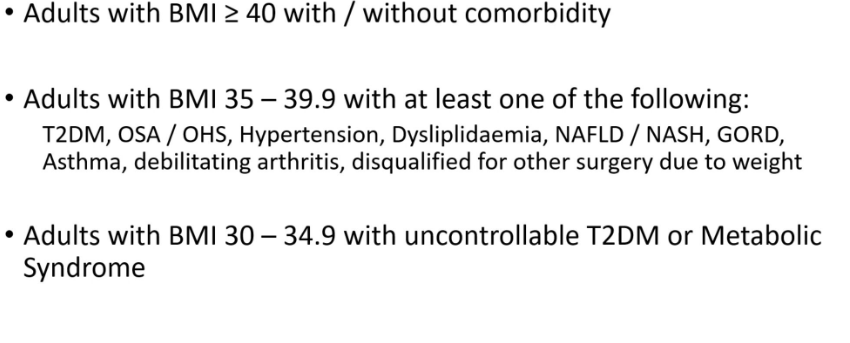 • Adults with BMI ≥ 40 with / without comorbidity
• Adults with BMI 35 – 39.9 with at least one of the following:
T2DM, OSA / OHS, Hypertension, Dysliplidaemia, NAFLD / NASH, GORD,
Asthma, debilitating arthritis, disqualified for other surgery due to weight
• Adults with BMI 30 – 34.9 with uncontrollable T2DM or Metabolic
Syndrome